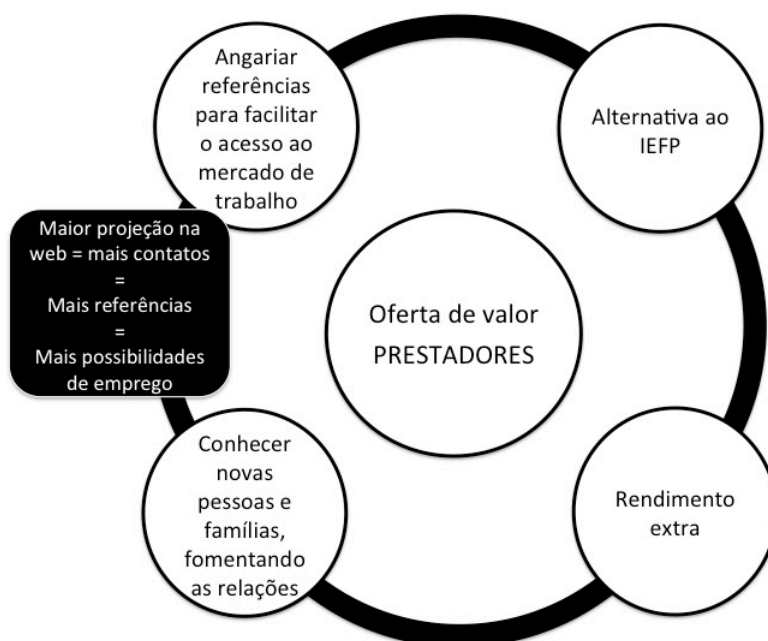 Angariar
referências
para facilitar
o acesso ao
mercado de
trabalho
Alternativa ao
IEFP
Maior projeção na
web = mais contatos
=
Mais referências
=
Mais possibilidades
de emprego
Oferta de valor
PRESTADORES
Conhecer
novas
pessoas e
famílias,
fomentando
as relações
Rendimento
extra